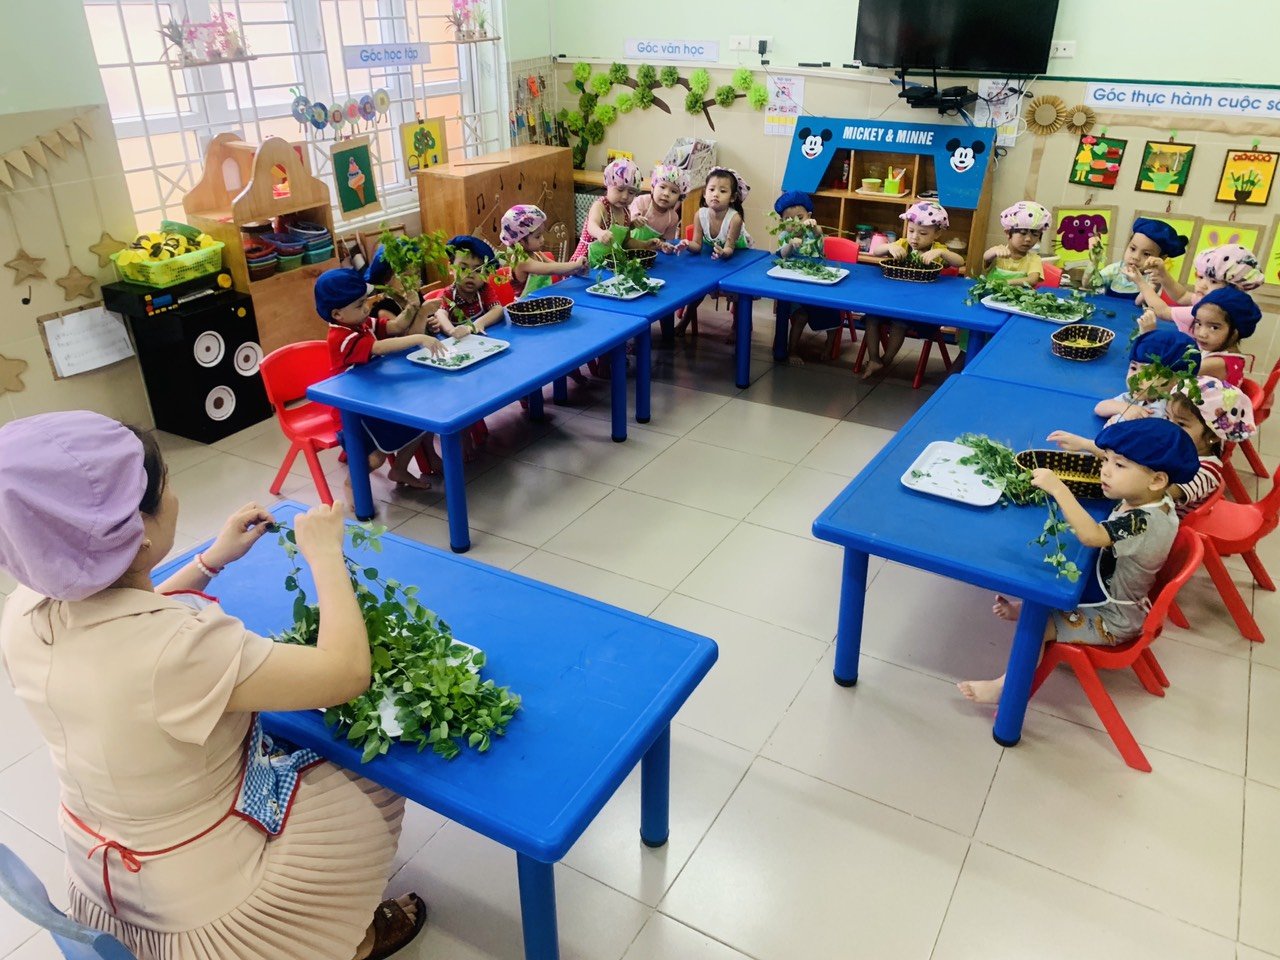 Góc học tập
Góc văn học
MICKEY & MINNE
Góc thực hành cuộc số